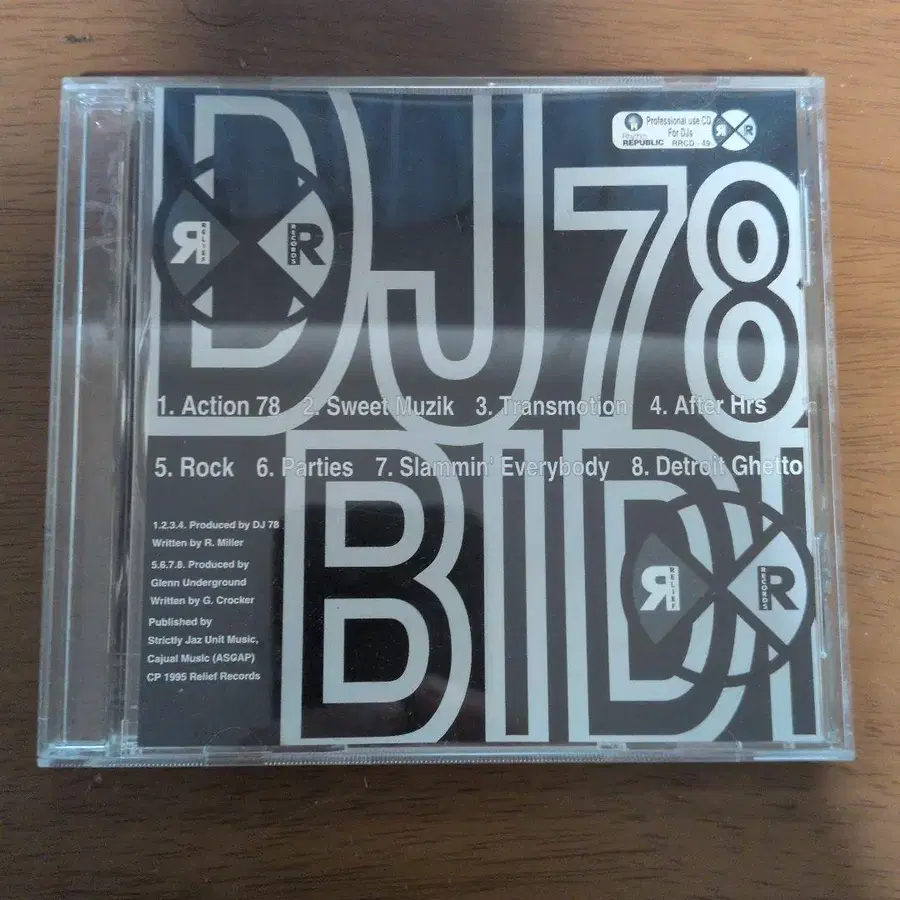 DJ 78
BIDI
Professional use CD
For DJs
Rhythm
REPUBLIC RRCD - 49
R R
R RELIEF RECORDS R
1. Action 78 2. Sweet Muzik 3. Transmotion 4. After Hrs
5. Rock 6. Parties 7. Slammin' Everybody 8. Detroit Ghetto
1.2.3.4. Produced by DJ 78
Written by R. Miller
5.6.7.8. Produced by
Glenn Underground
Written by G. Crocker
Published by
Strictly Jaz Unit Music,
Cajual Music (ASCAP)
CP 1995 Relief Records
R RELIEF RECORDS R